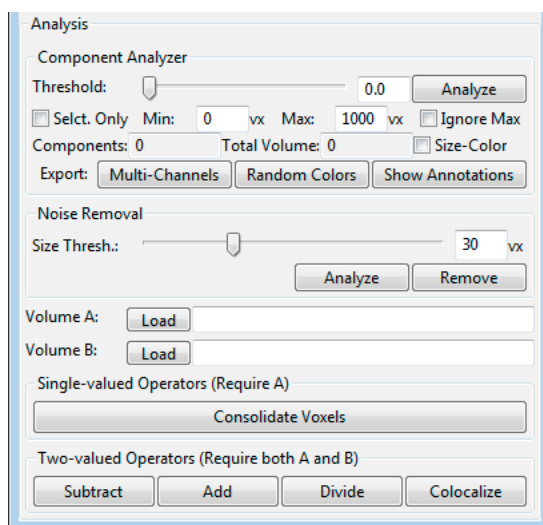 Analysis
Component Analyzer
Threshold: 0.0 Analyze
Selct. Only Min: 0 vx Max: 1000 vx Ignore Max
Components: 0 Total Volume: 0 Size-Color
Export: Multi-Channels Random Colors Show Annotations
Noise Removal
Size Thresh.: 30 vx
Analyze Remove
Volume A: Load
Volume B: Load
Single-valued Operators (Require A)
Consolidate Voxels
Two-valued Operators (Require both A and B)
Subtract Add Divide Colocalize